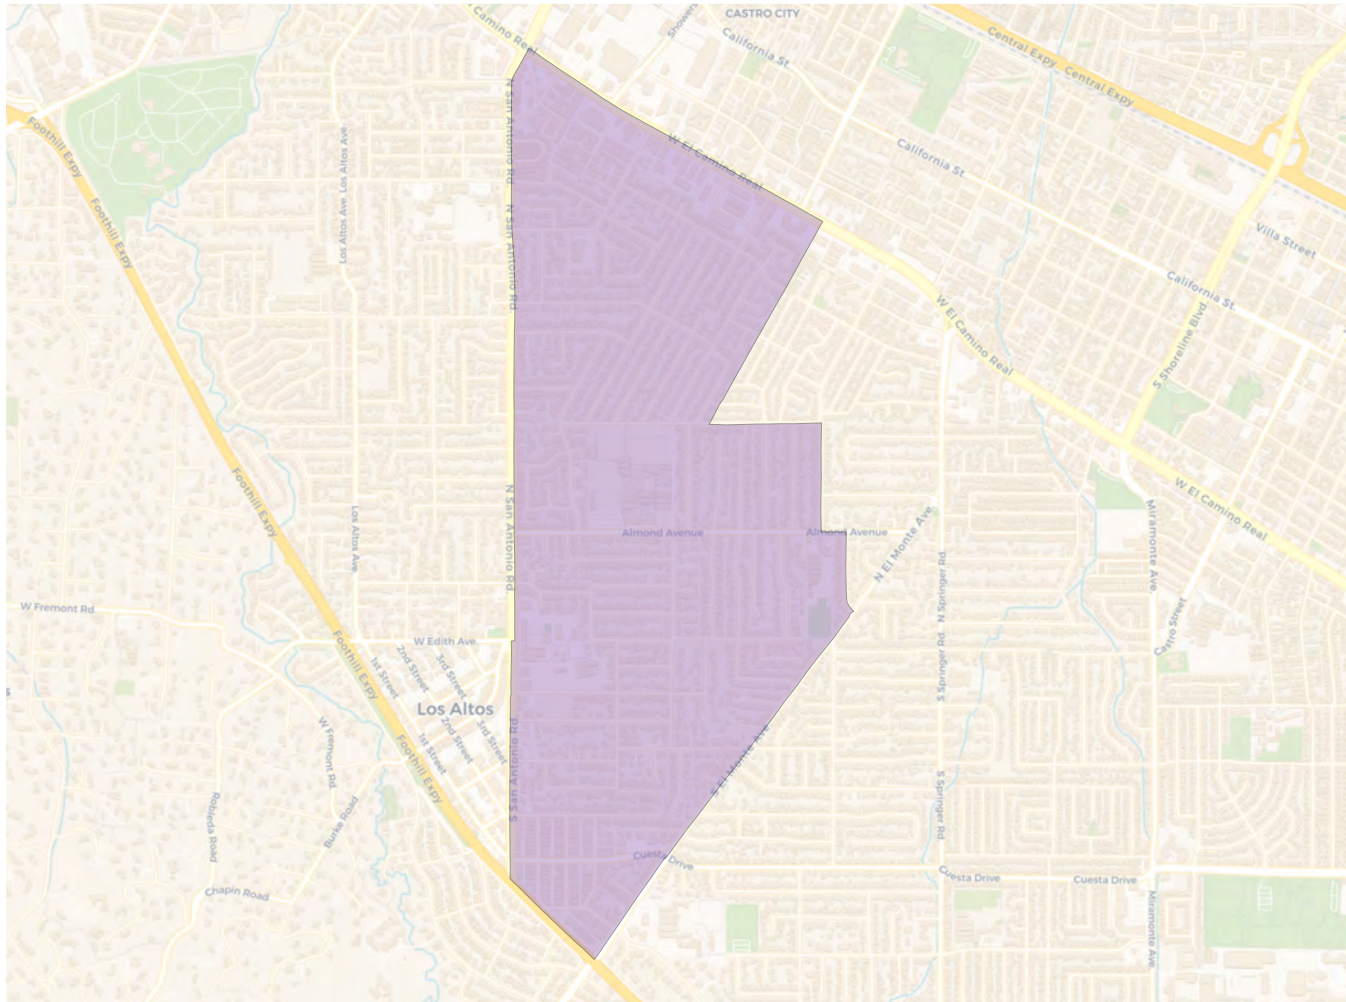 CASTRO CITY
Camino Real
Showers
California St.
Central Expy
Central Expy
Foothill Expy
N San Antonio Rd.
Los Altos Ave.
Los Altos Ave
W El Camino Real
California St.
Foothill Expy
N San Antonio Rd
Villa Street
California St.
W El Camino Real
S Shoreline Blvd
Foothill Expy
N San Antonio Rd.
Los Altos Ave.
W El Camino Real
Miramonte Ave.
Almond Avenue
Almond Avenue
N El Monte Ave.
N Springer Rd
W Fremont Rd
W Edith Ave.
Castro Street
Foothill Expy
1st Street
2nd Street
3rd Street
S Springer Rd.
Los Altos
W Fremont Rd
1st Street
2nd Street
3rd Street
S San Antonio Rd
S El Monte Ave
Foothill Expy
Robleda Road
Burke Road
S Springer Rd
Cuesta Drive
Cuesta Drive
Cuesta Drive
Chapin Road
Miramonte Ave